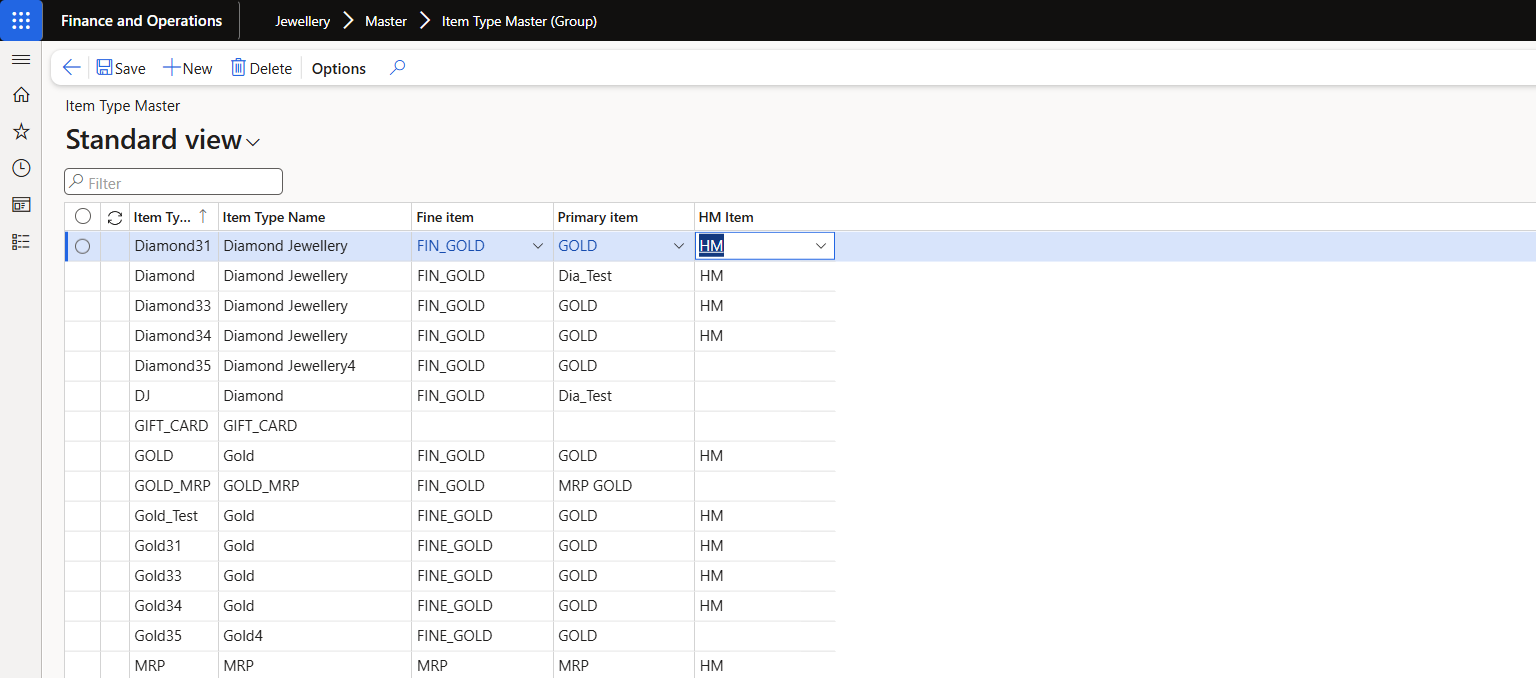 Finance and Operations Jewellery Master Item Type Master (Group)
Save New Delete Options
Item Type Master
Standard view
Filter
Item Ty... Item Type Name Fine item Primary item HM Item
Diamond31 Diamond Jewellery FIN_GOLD GOLD HM
Diamond Diamond Jewellery FIN_GOLD Dia_Test HM
Diamond33 Diamond Jewellery FIN_GOLD GOLD HM
Diamond34 Diamond Jewellery FIN_GOLD GOLD HM
Diamond35 Diamond Jewellery4 FIN_GOLD GOLD
DJ Diamond FIN_GOLD Dia_Test
GIFT_CARD GIFT_CARD
GOLD Gold FIN_GOLD GOLD HM
GOLD_MRP GOLD_MRP FIN_GOLD MRP GOLD
Gold_Test Gold FINE_GOLD GOLD HM
Gold31 Gold FINE_GOLD GOLD HM
Gold33 Gold FINE_GOLD GOLD HM
Gold34 Gold FINE_GOLD GOLD HM
Gold35 Gold4 FINE_GOLD GOLD
MRP MRP MRP MRP HM